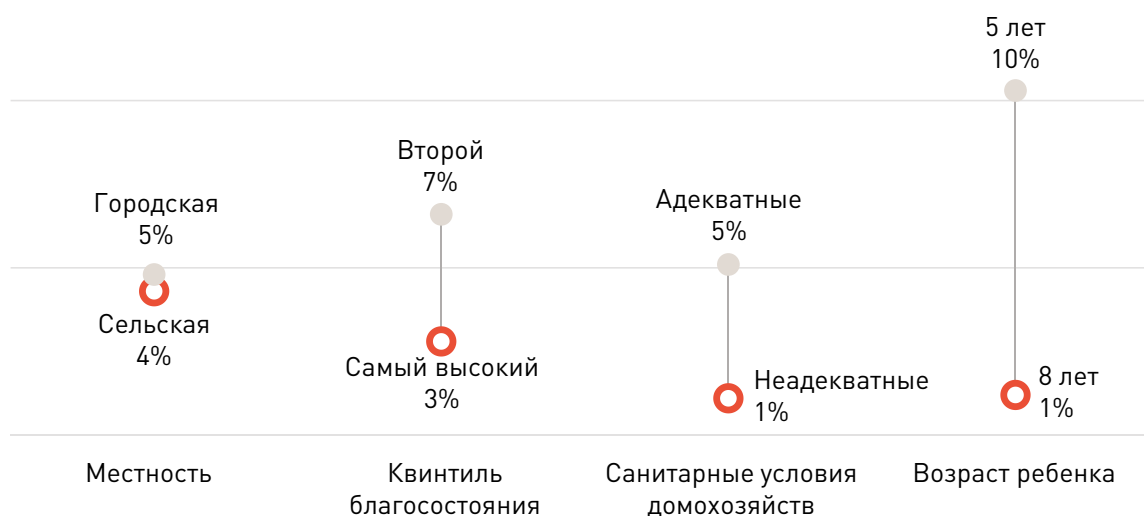 5 лет
10%
Второй
7%
Городская
5%
Адекватные
5%
Сельская
4%
Самый высокий
3%
Неадекватные
1%
8 лет
1%
Местность
Квинтиль
благосостояния
Санитарные условия
домохозяйств
Возраст ребенка